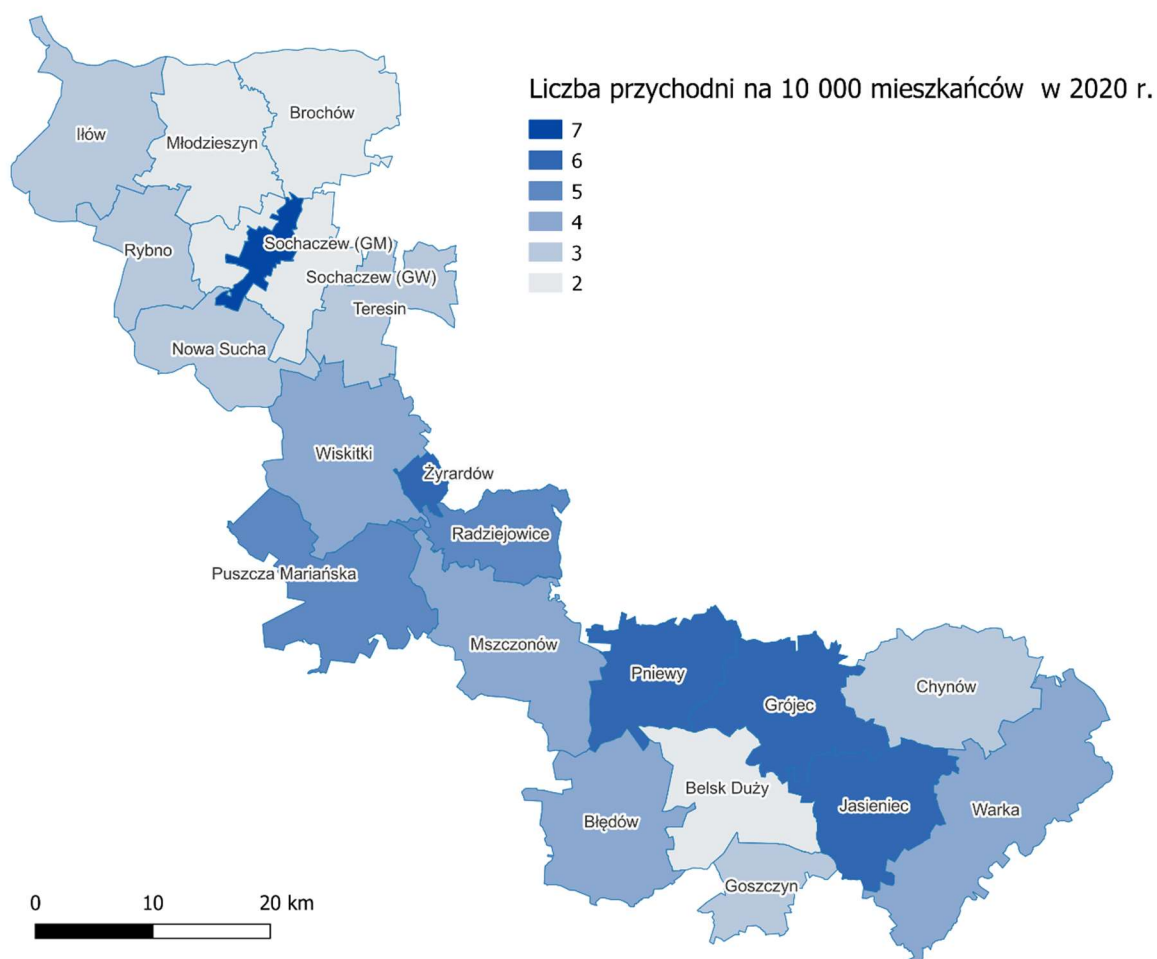 Liczba przychodni na 10 000 mieszkańców w 2020 r.
7
6
5
4
3
2
Brochów
Iłów
Młodzieszyn
Rybno
Sochaczew (GM)
Sochaczew (GW)
Teresin
Nowa Sucha
Wiskitki
Żyrardów
Radziejowice
Puszcza Mariańska
Mszczonów
Pniewy
Grójec
Chynów
Belsk Duży
Błędów
Jasieniec
Warka
Goszczyn
0 10 20 km